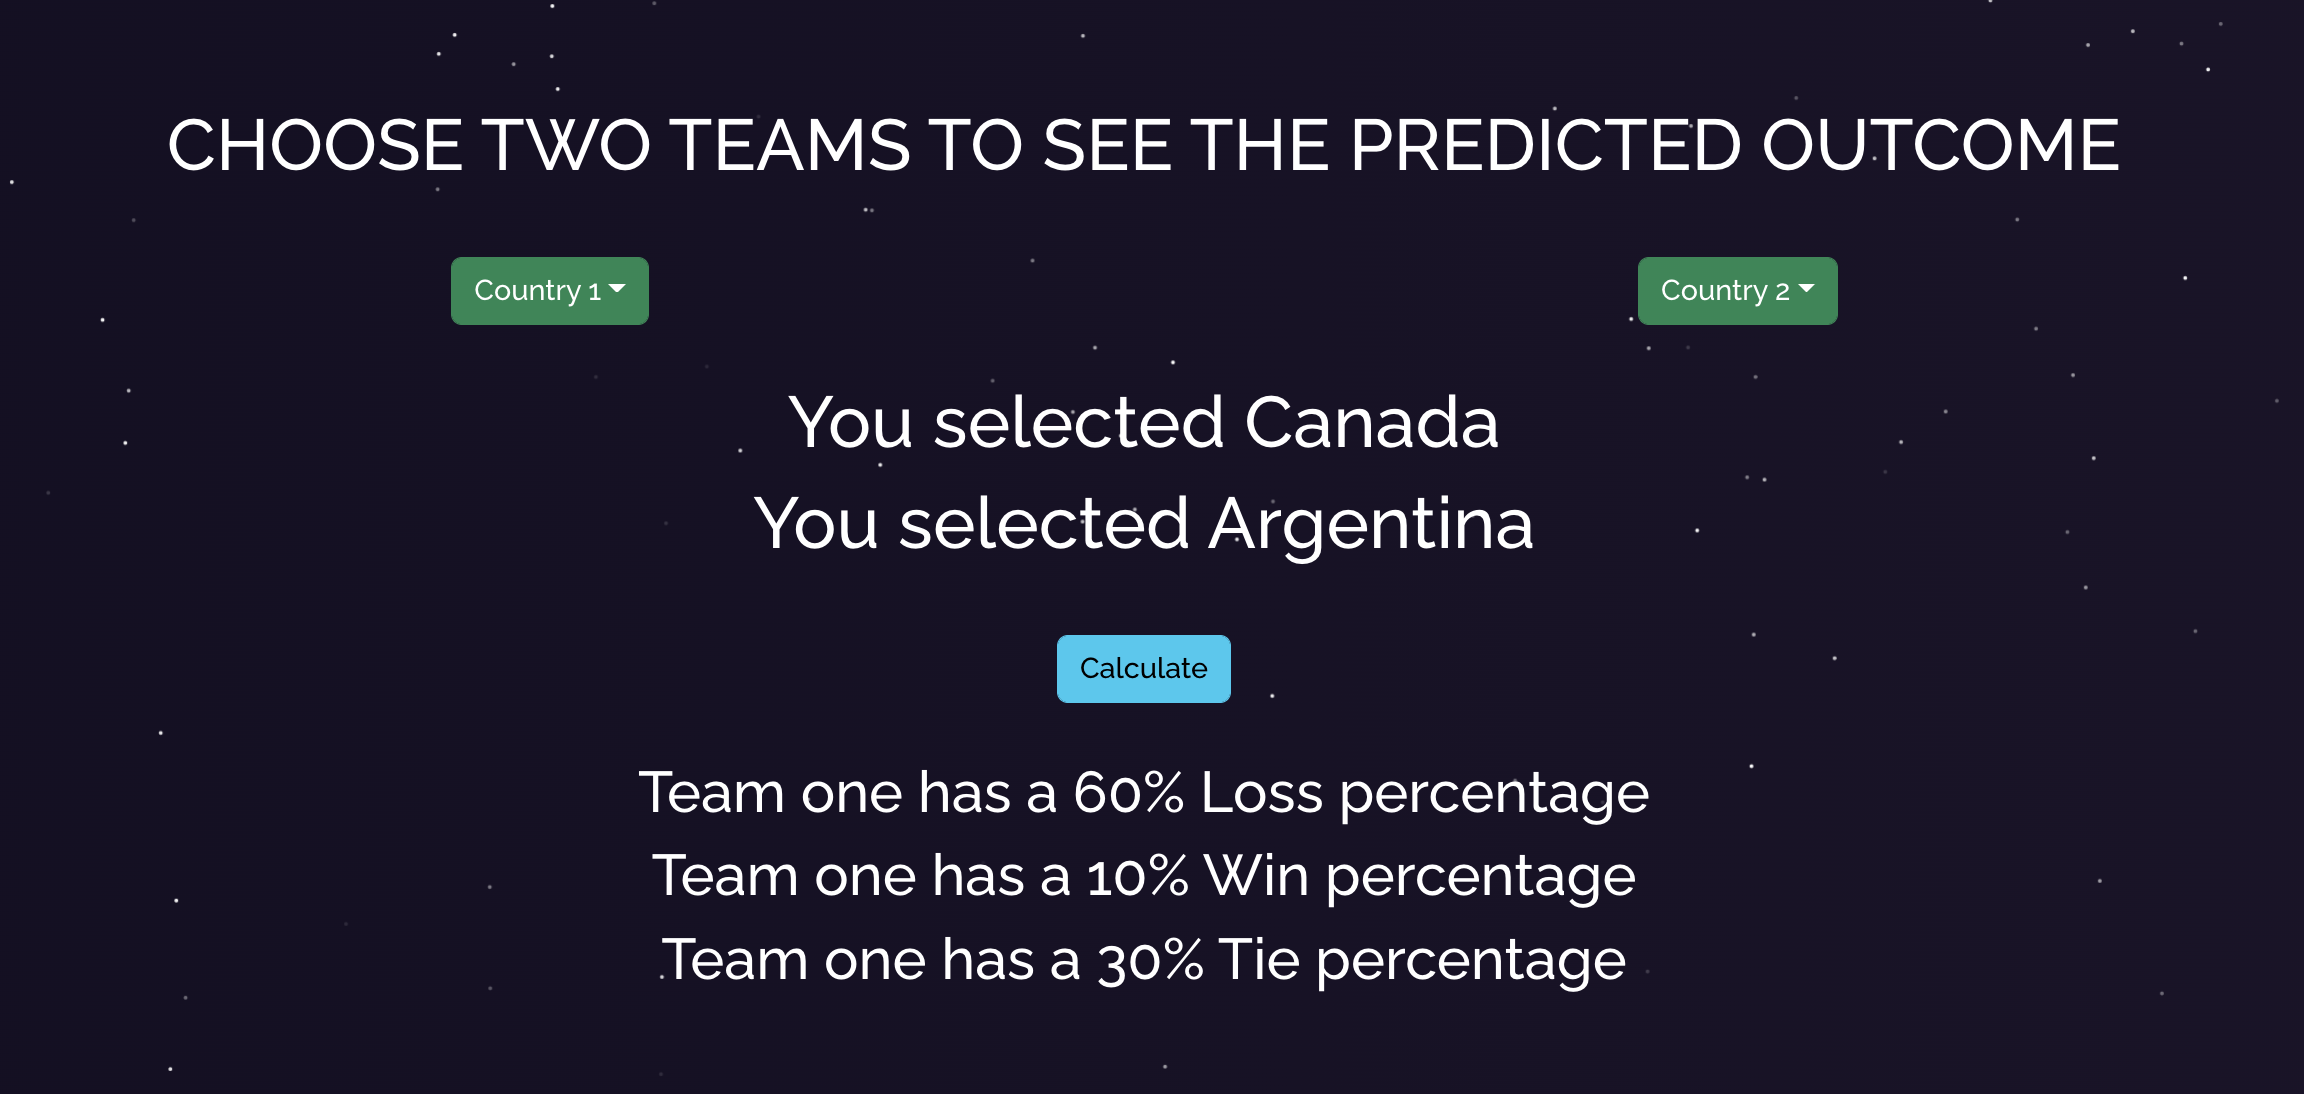 CHOOSE TWO TEAMS TO SEE THE PREDICTED OUTCOME
Country 1
Country 2
You selected Canada
You selected Argentina
Calculate
Team one has a 60% Loss percentage
Team one has a 10% Win percentage
Team one has a 30% Tie percentage